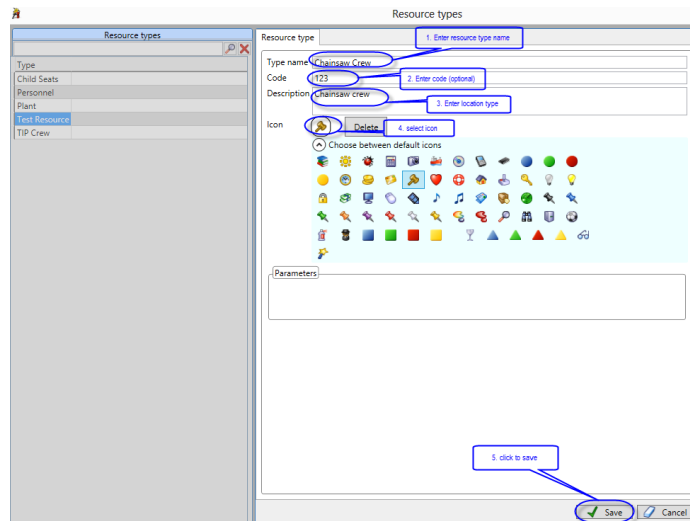 Resource types
Resource types
Type
Child Seats
Personnel
Plant
Test Resource
TIP Crew
Resource type
1. Enter resource type name
Type name Chainsaw Crew
Code 123
2. Enter code (optional)
Description Chainsaw crew
3. Enter location type
Icon Delete
4. select icon
Choose between default icons
Parameters
5. click to save
Save Cancel